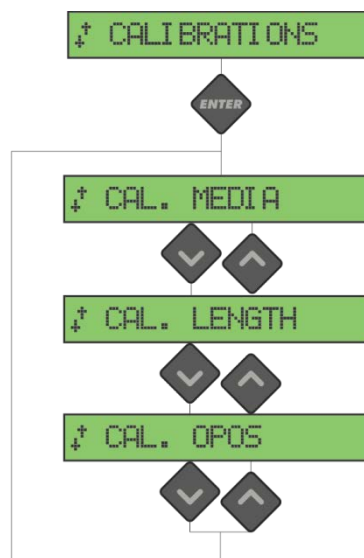 CALIBRATIONS
ENTER
CAL. MEDIA
CAL. LENGTH
CAL. OPOS